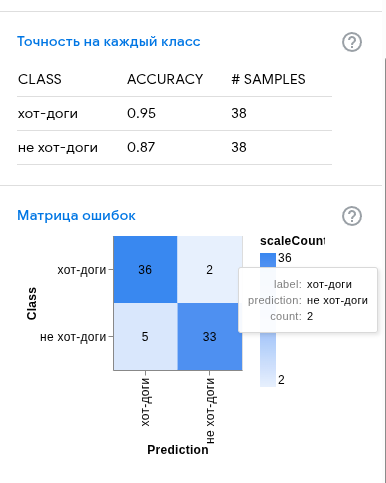 Точность на каждый класс
CLASS ACCURACY # SAMPLES
хот-доги 0.95 38
не хот-доги 0.87 38
Матрица ошибок
scaleCount
36
хот-доги 36 2
label: хот-доги
prediction: не хот-доги
count: 2
Class
не хот-доги 5 33
2
хот-доги
не хот-доги
Prediction